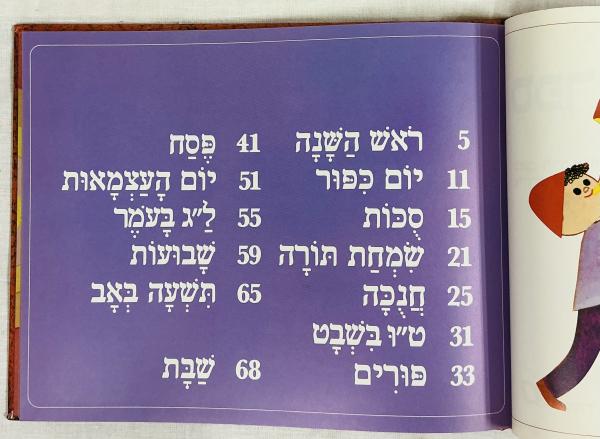 5 רֹאשׁ הַשָּׁנָה
11 יוֹם כִּפּוּר
15 סֻכּוֹת
21 שִׂמְחַת תּוֹרָה
25 חֲנֻכָּה
31 ט״וּ בִּשְׁבָט
33 פּוּרִים
41 פֶּסַח
51 יוֹם הָעַצְמָאוּת
55 לַ״ג בָּעֹמֶר
59 שָׁבוּעוֹת
65 תִּשְׁעָה בְּאָב
68 שַׁבָּת